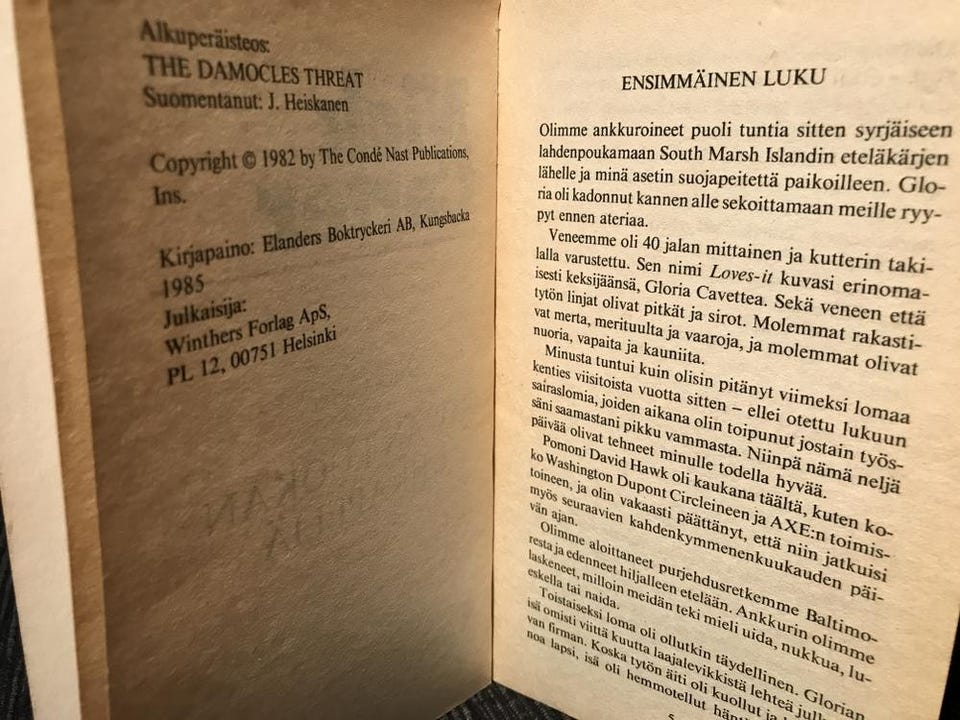 Alkuperäisteos:
THE DAMOCLES THREAT
Suomentanut: J. Heiskanen
Copyright © 1982 by The Condé Nast Publications,
Ins.
Kirjapaino: Elanders Boktryckeri AB, Kungsbacka
1985
Julkaisija:
Winthers Forlag ApS,
PL 12, 00751 Helsinki
ENSIMMÄINEN LUKU
Olimme ankkuroineet puoli tuntia sitten syrjäiseen
lahdenpoukamaan South Marsh Islandin eteläkärjen
lähelle ja minä asetin suojapeitettä paikoilleen. Glo-
ria oli kadonnut kannen alle sekoittamaan meille ryy-
pyt ennen ateriaa.
Veneemme oli 40 jalan mittainen ja kutterin taki-
lalla varustettu. Sen nimi Loves-it kuvasi erinoma-
isesti keksijäänsä, Gloria Cavettea. Sekä veneen että
tytön linjat olivat pitkät ja sirot. Molemmat rakasti-
vat merta, merituulta ja vaaroja, ja molemmat olivat
nuoria, vapaita ja kauniita.
Minusta tuntui kuin olisin pitänyt viimeksi lomaa
kenties viisitoista vuotta sitten – ellei otettu lukuun
sairaslomia, joiden aikana olin toipunut jostain työs-
säni saamastani pikku vammasta. Niinpä nämä neljä
päivää olivat tehneet minulle todella hyvää.
Pomoni David Hawk oli kaukana täältä, kuten ko-
ko Washington Dupont Circleineen ja AXE:n toimis-
toineen, ja olin vakaasti päättänyt, että niin jatkuisi
myös seuraavien kahdenkymmenenkuukauden päi-
vän ajan.
Olimme aloittaneet purjehdusretkemme Baltimo-
resta ja edenneet hiljalleen etelään. Ankkurin olimme
laskeneet, milloin meidän teki mieli uida, nukkua, lu-
eskella tai naida.
Toistaiseksi loma oli ollutkin täydellinen. Glorian
isä omisti viittä kuutta laajalevikkistä lehteä julk
van firman. Koska tytön äiti oli kuollut ja
noa lapsi, isä oli hemmotellut hänt
5